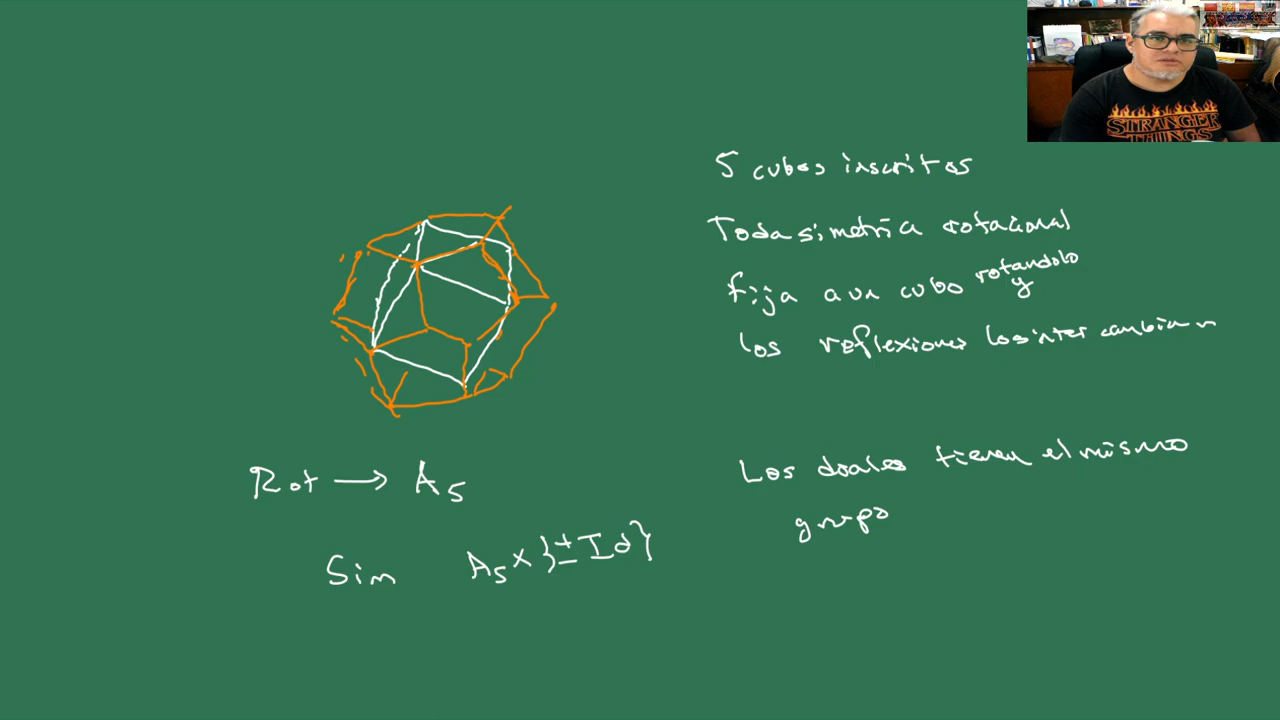 STRANGER
THINGS
5 cubos inscritos
Toda simetría rotacional
fija a un cubo rotandolo
y
los reflexiones los intercambian
Rot → A5
Los duales tienen el mismo
grupo
Sim A5 × {±Id}